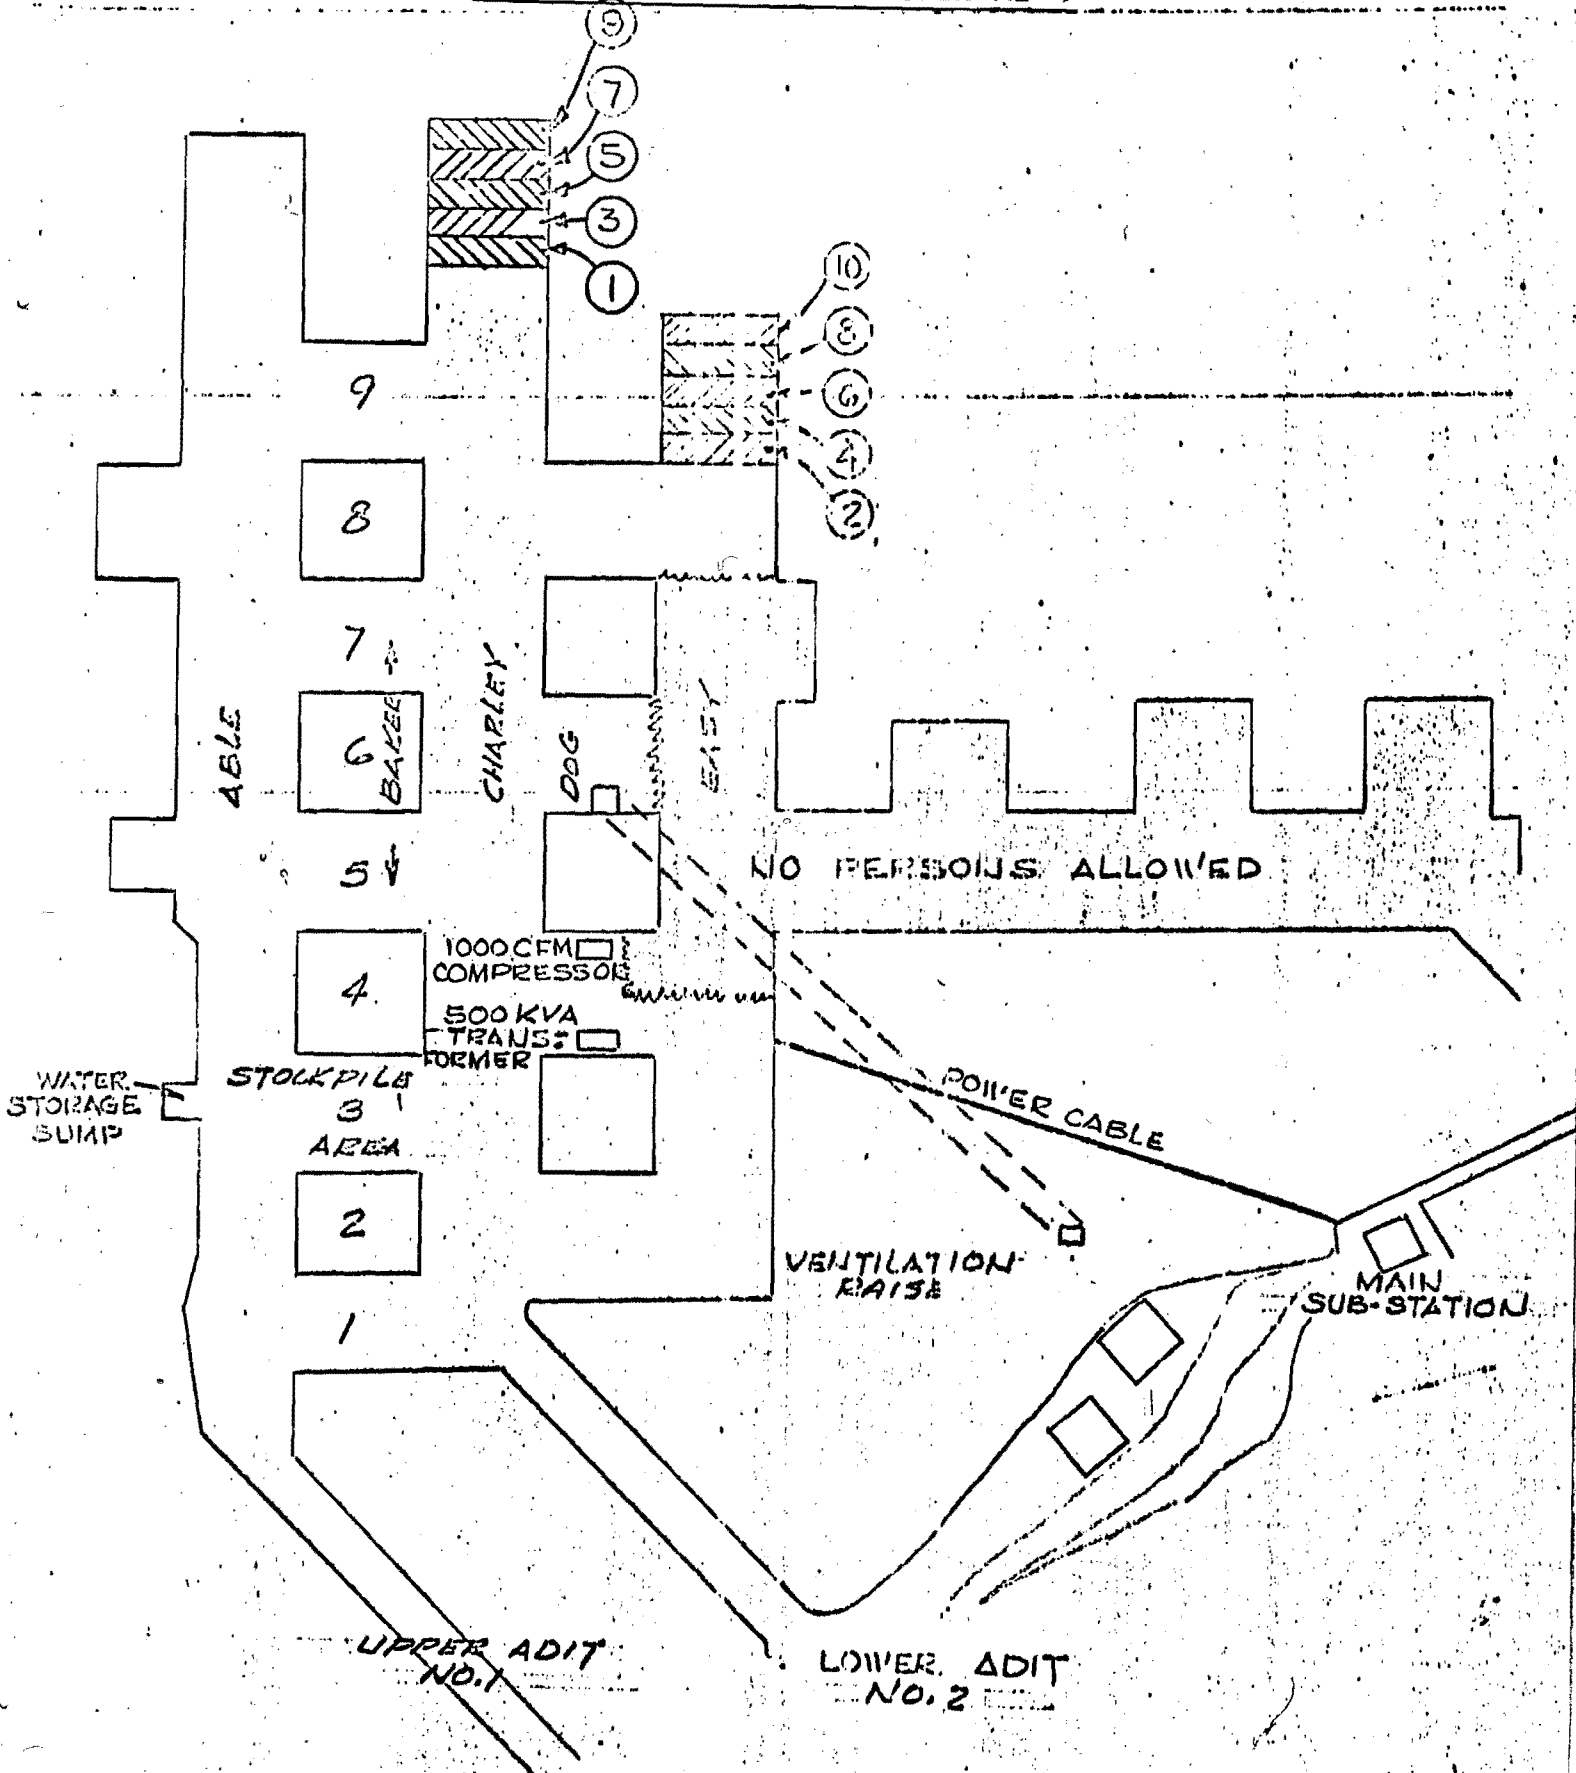 9
7
5
3
1
10
8
6
4
2
9
8
7
6
5
4.
ABLE
BAKER
CHARLEY
DOG
EASY
NO PERSONS ALLOWED
1000 CFM
COMPRESSOR
500 KVA
TRANS-
FORMER
WATER
STORAGE
SUMP
STOCKPILE
3
AREA
2
1
POWER CABLE
VENTILATION
RAISE
MAIN
SUB-STATION
UPPER ADIT
NO. 1
LOWER ADIT
NO. 2